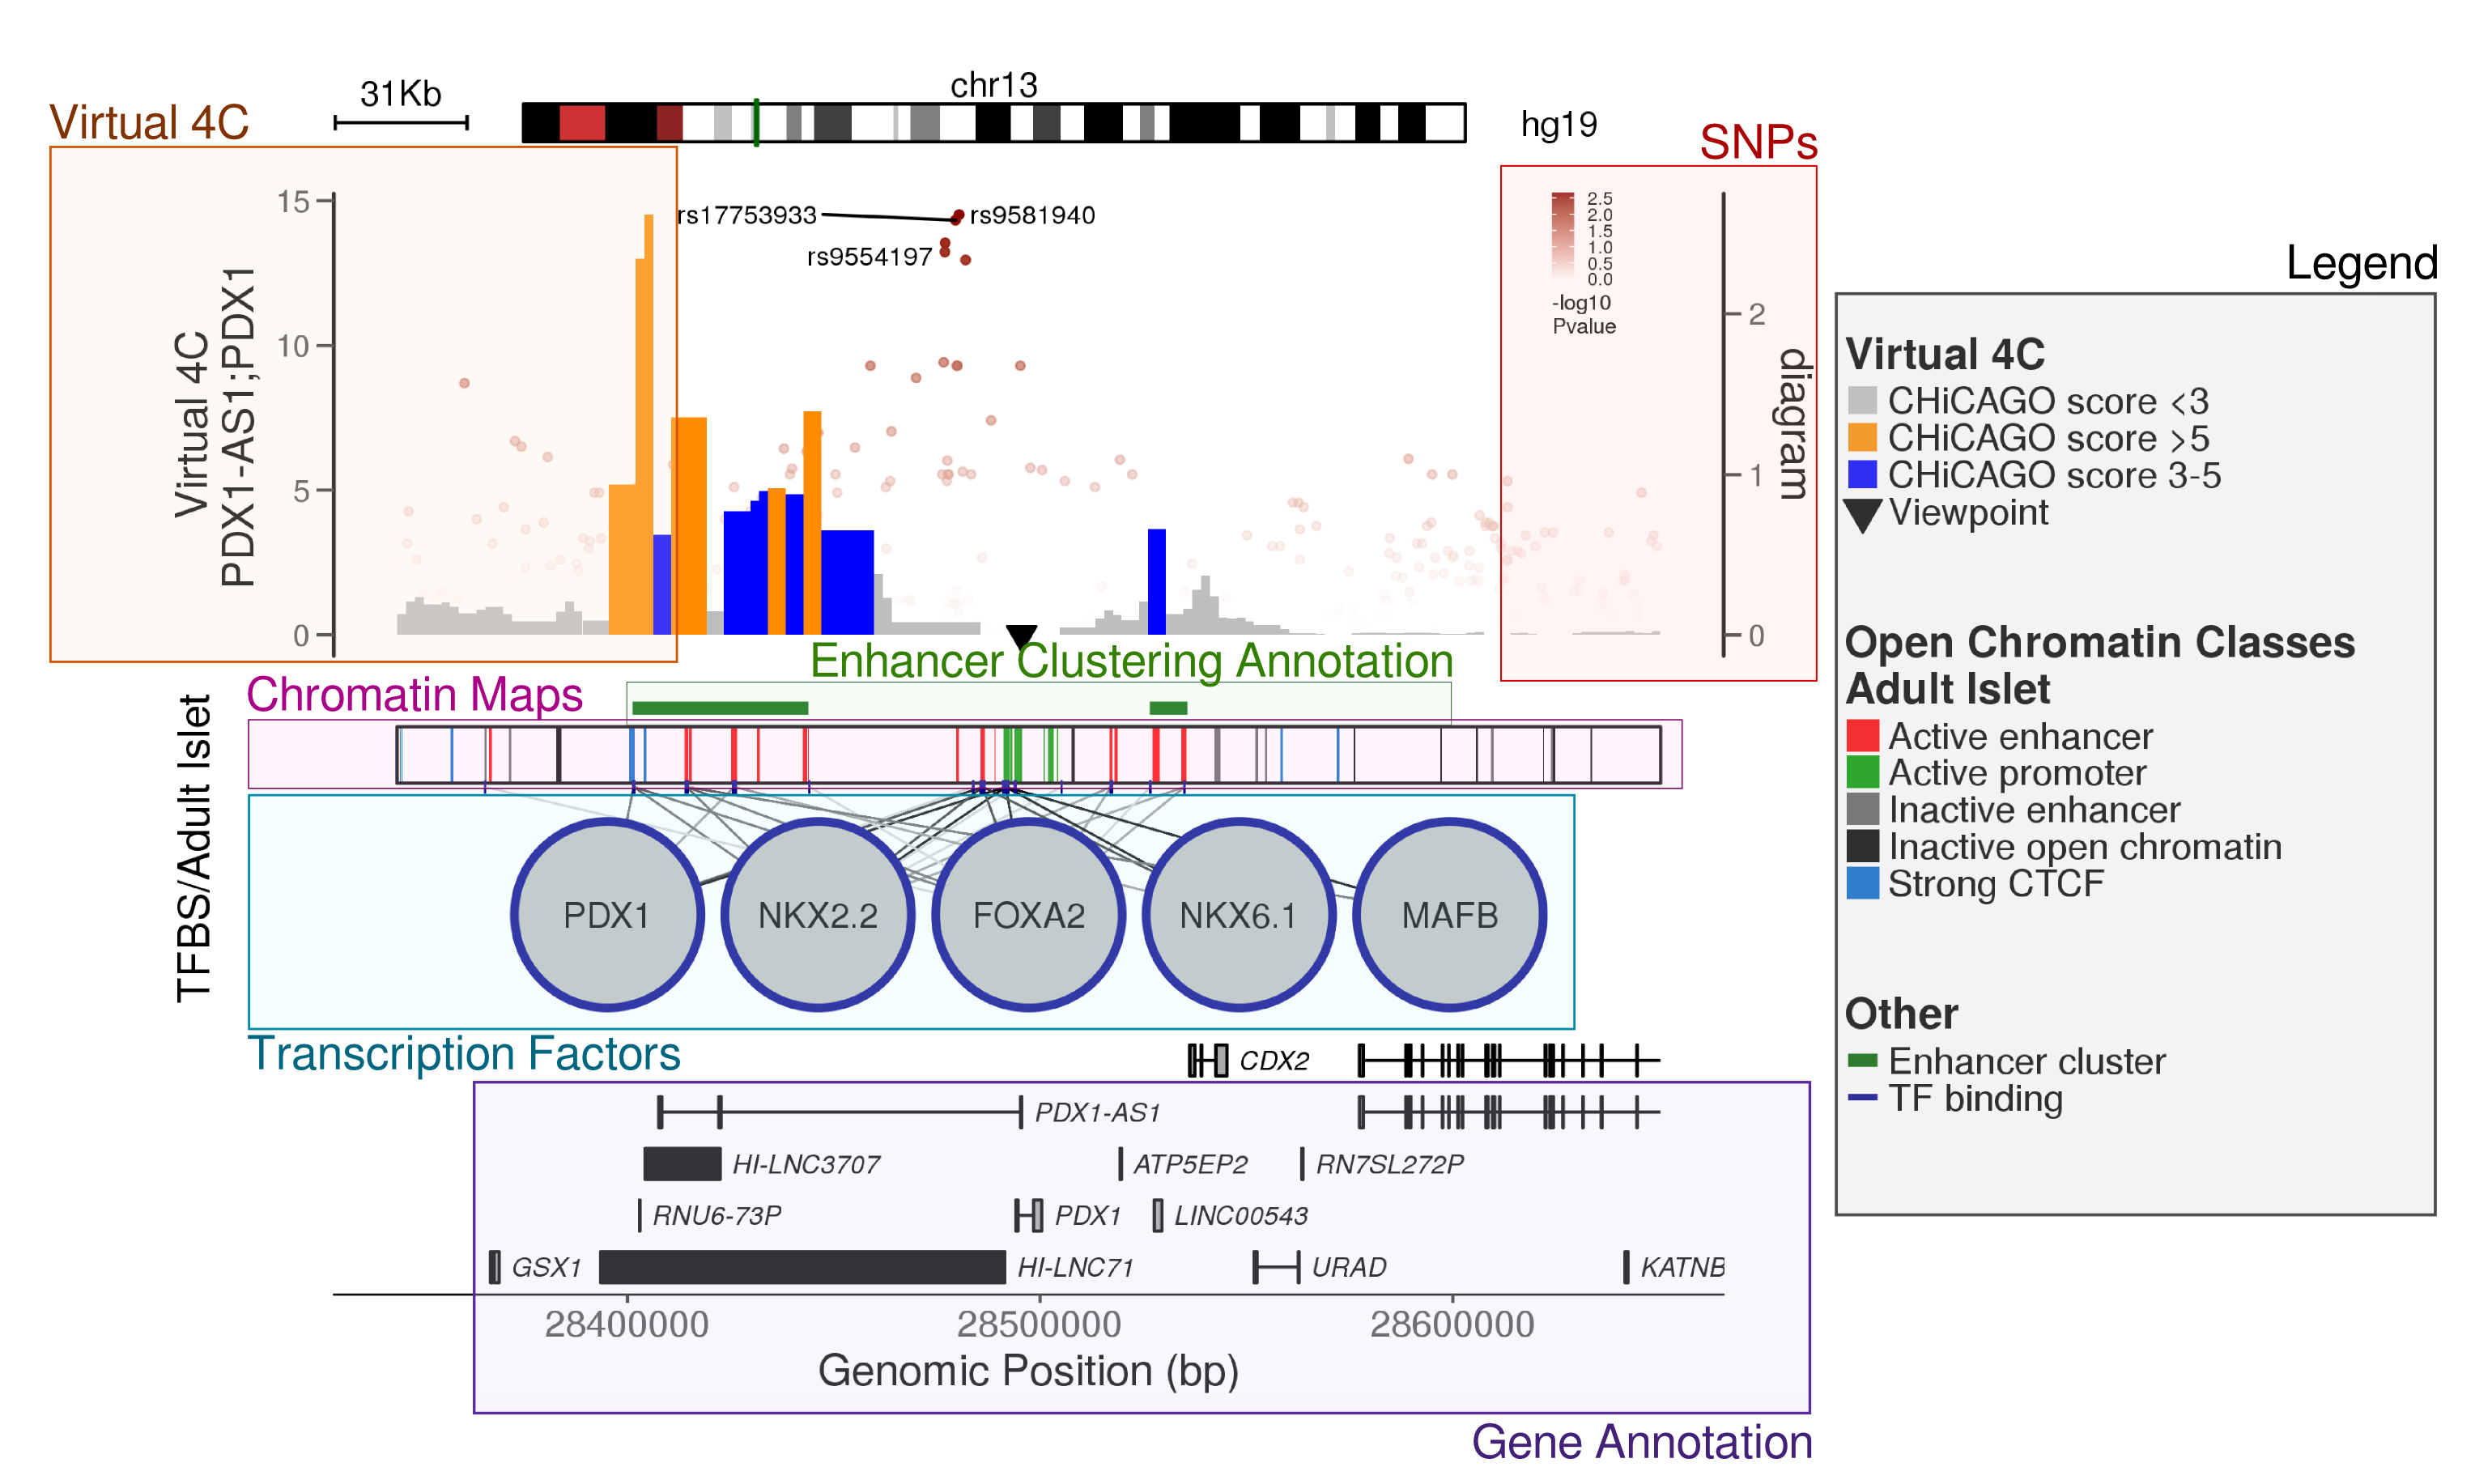 chr13
31Kb
hg19
Virtual 4C
SNPs
15
10
5
0
Virtual 4C
PDX1-AS1;PDX1
rs17753933
rs9581940
rs9554197
2.5
2.0
1.5
1.0
0.5
0.0
-log10
Pvalue
2
1
0
diagram
Legend
Virtual 4C
CHiCAGO score <3
CHiCAGO score >5
CHiCAGO score 3-5
Viewpoint
Open Chromatin Classes
Adult Islet
Active enhancer
Active promoter
Inactive enhancer
Inactive open chromatin
Strong CTCF
Other
Enhancer cluster
TF binding
Enhancer Clustering Annotation
Chromatin Maps
TFBS/Adult Islet
PDX1
NKX2.2
FOXA2
NKX6.1
MAFB
Transcription Factors
CDX2
PDX1-AS1
HI-LNC3707
ATP5EP2
RN7SL272P
RNU6-73P
PDX1
LINC00543
GSX1
HI-LNC71
URAD
KATNB
28400000
28500000
28600000
Genomic Position (bp)
Gene Annotation